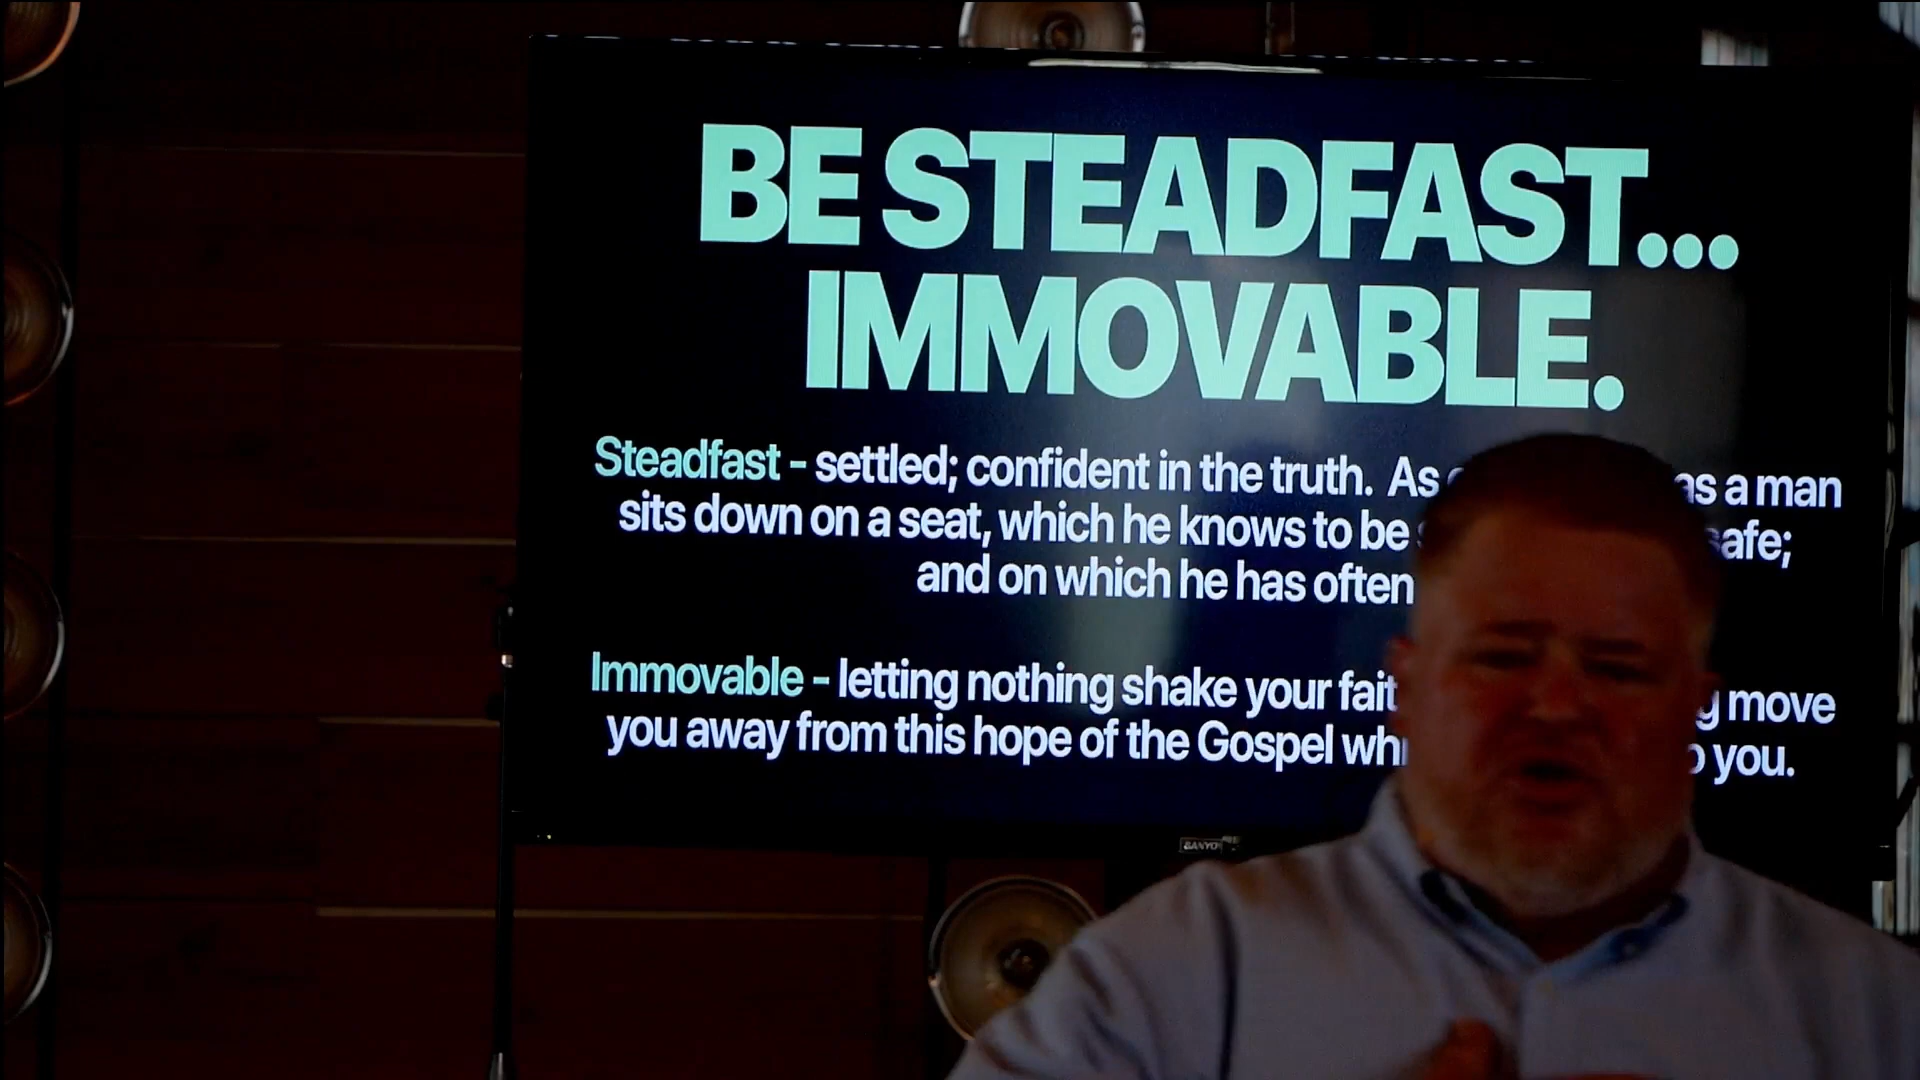 BE STEADFAST...
IMMOVABLE.
Steadfast - settled; confident in the truth. As as a man
sits down on a seat, which he knows to be safe;
and on which he has often
Immovable - letting nothing shake your move
you away from this hope of the Gospel you.
SANYO